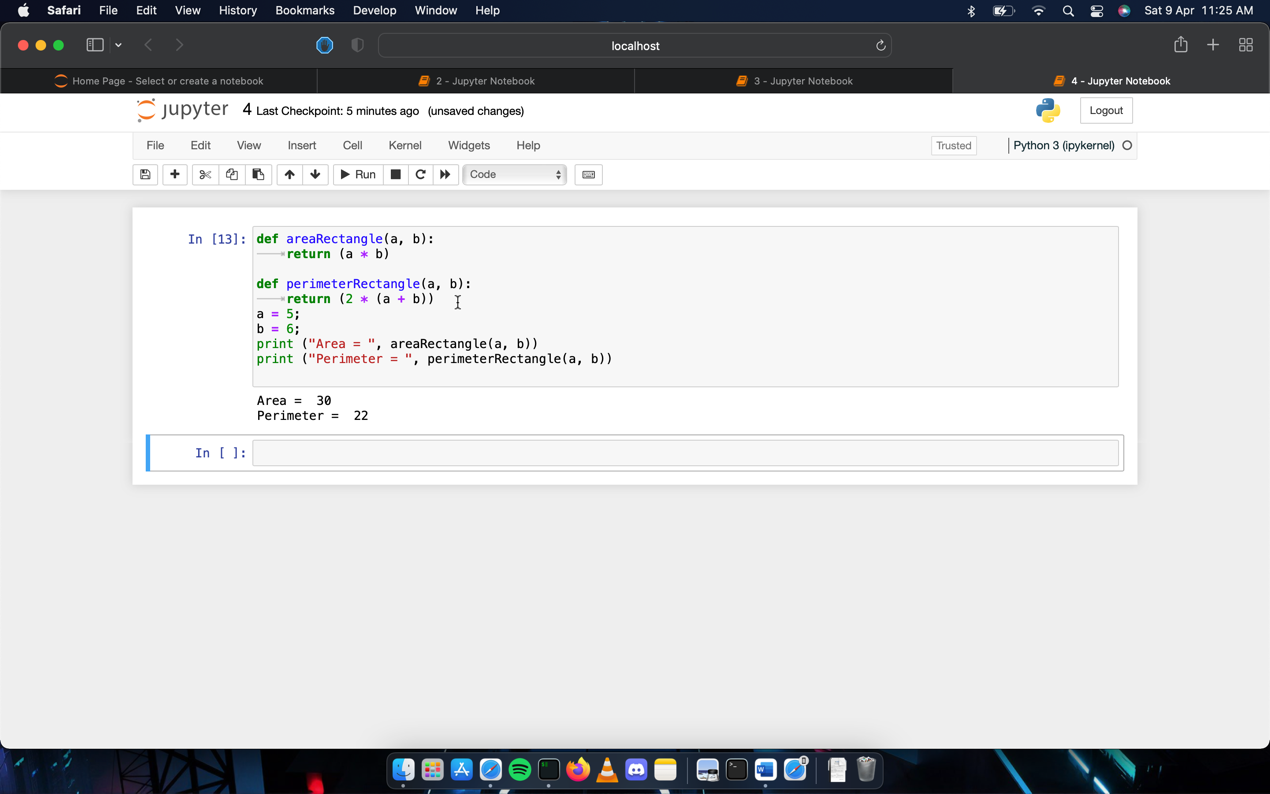 Safari File Edit View History Bookmarks Develop Window Help Sat 9 Apr 11:25 AM
localhost
Home Page - Select or create a notebook 2 - Jupyter Notebook 3 - Jupyter Notebook 4 - Jupyter Notebook
jupyter 4 Last Checkpoint: 5 minutes ago (unsaved changes) Logout
File Edit View Insert Cell Kernel Widgets Help Trusted Python 3 (ipykernel)
Run Code
In [13]: def areaRectangle(a, b):
return (a * b)
def perimeterRectangle(a, b):
return (2 * (a + b))
a = 5;
b = 6;
print ("Area = ", areaRectangle(a, b))
print ("Perimeter = ", perimeterRectangle(a, b))
Area =  30
Perimeter =  22
In [ ]: